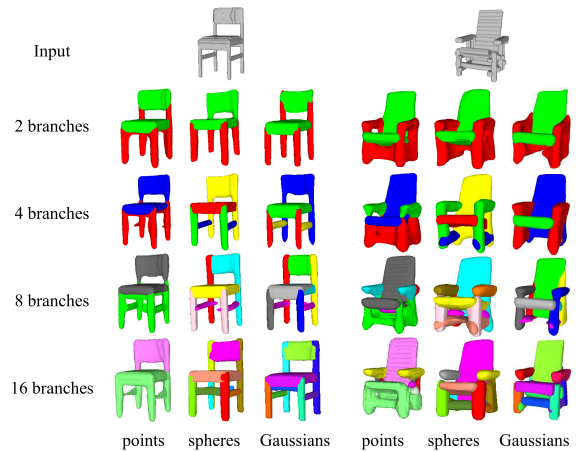 Input
2 branches
4 branches
8 branches
16 branches
points spheres Gaussians points spheres Gaussians